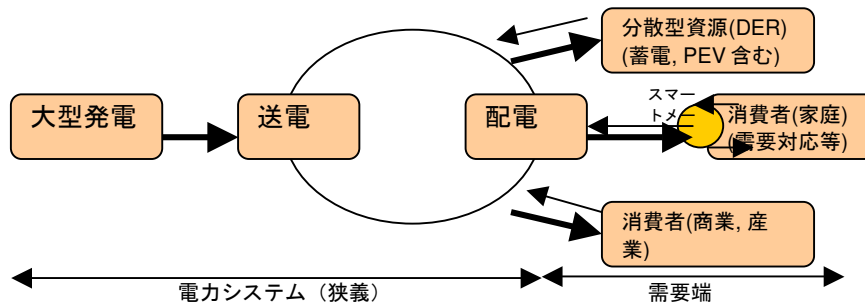 分散型資源(DER)
(蓄電, PEV 含む)
大型発電
送電
配電
スマー
トメー
消費者(家庭)
(需要対応等)
消費者(商業, 産
業)
電力システム（狭義）
需要端